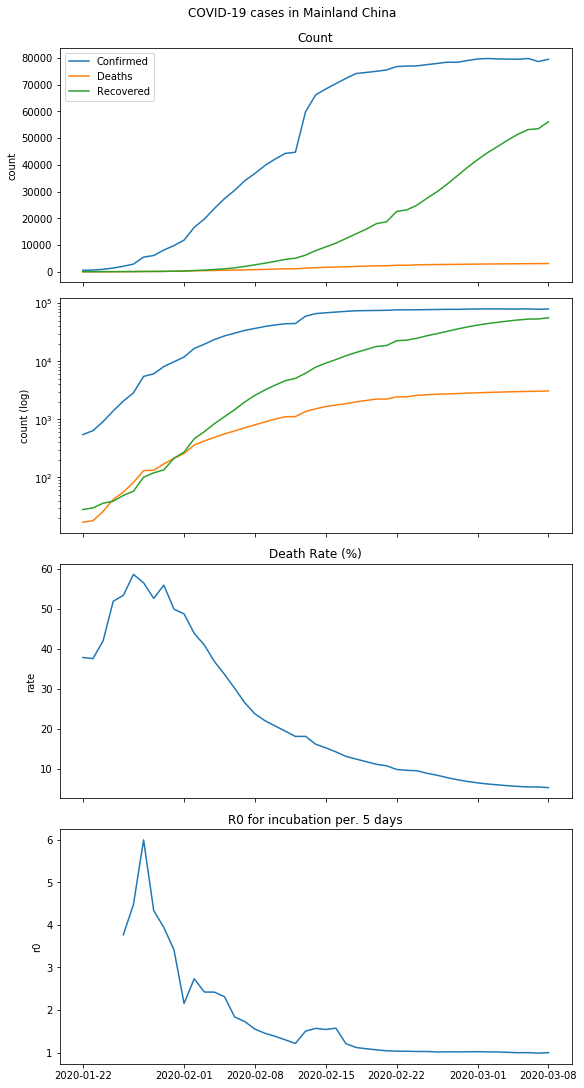 COVID-19 cases in Mainland China
Count
80000
70000
60000
50000
40000
30000
20000
10000
0
count
Confirmed
Deaths
Recovered
10^5
10^4
10^3
10^2
count (log)
Death Rate (%)
60
50
40
30
20
10
rate
R0 for incubation per. 5 days
6
5
4
3
2
1
r0
2020-01-22 2020-02-01 2020-02-08 2020-02-15 2020-02-22 2020-03-01 2020-03-08